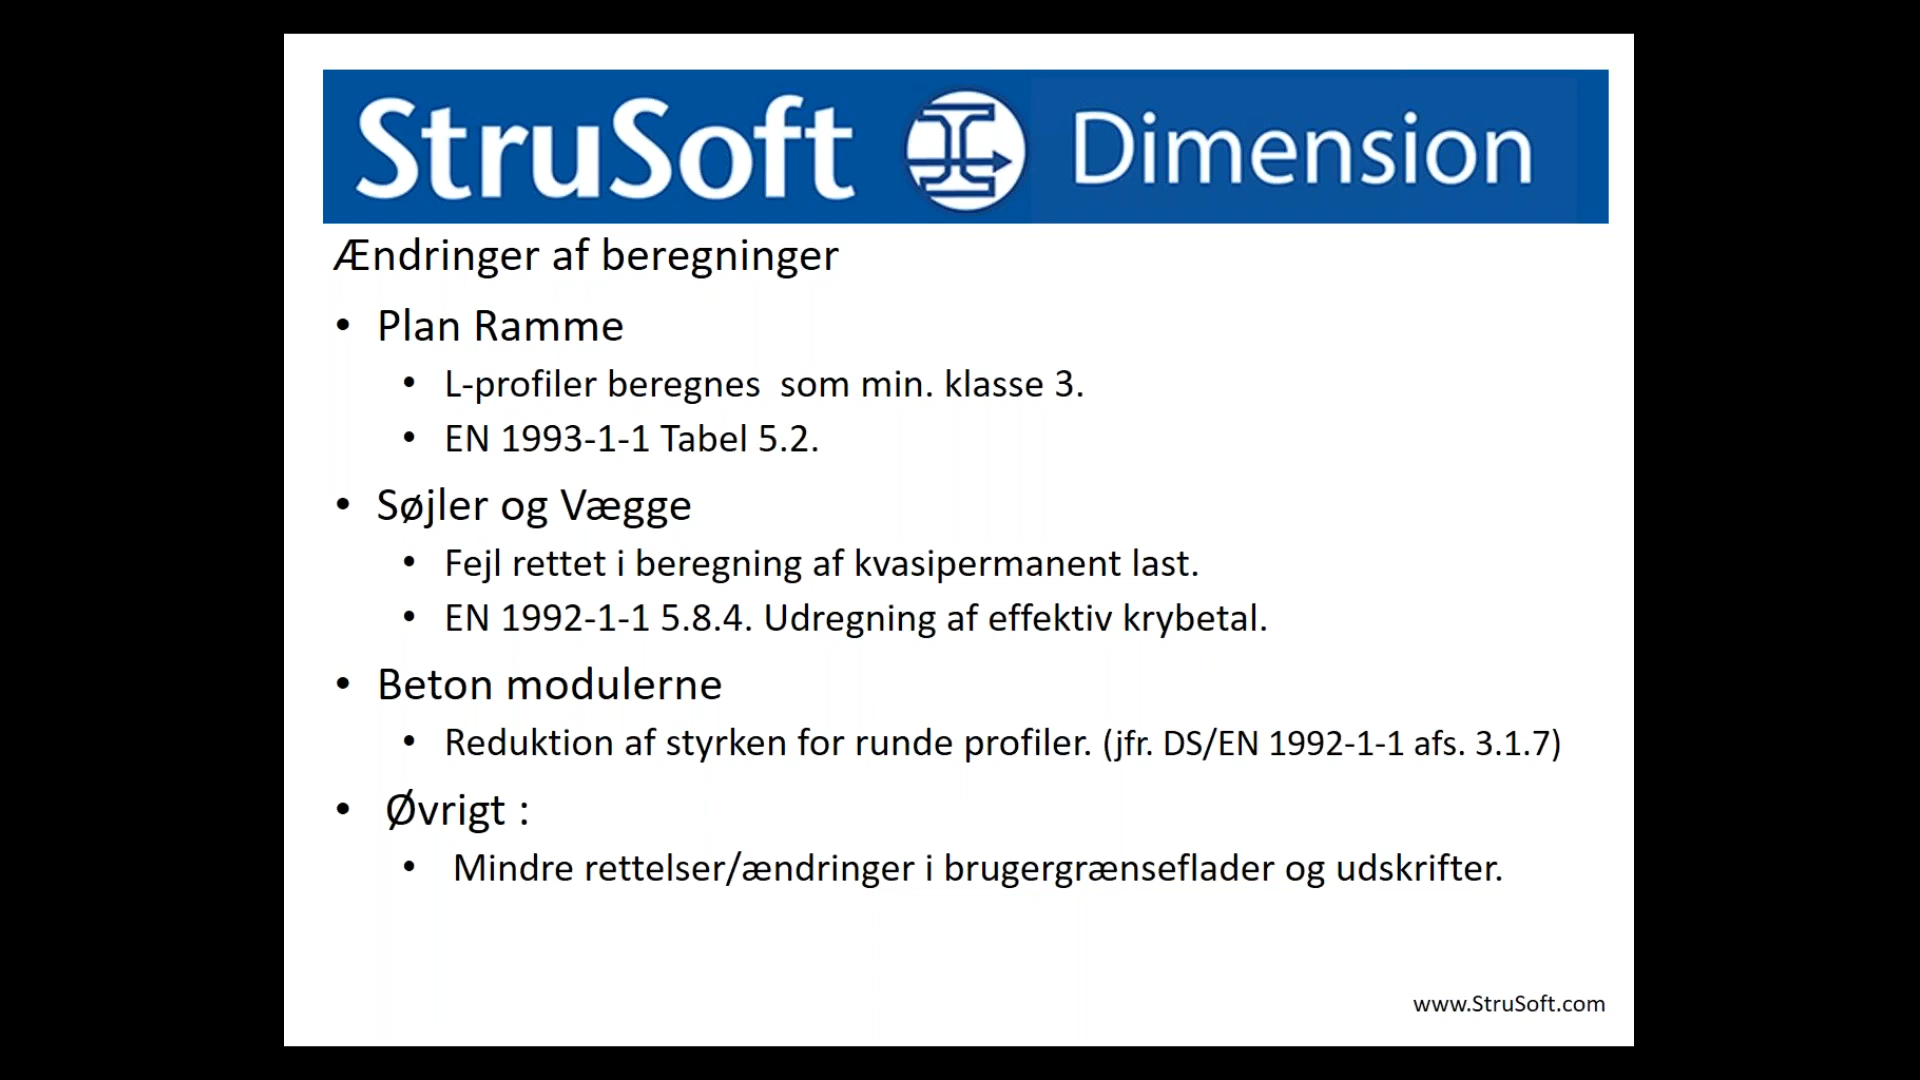 StruSoft Dimension
Ændringer af beregninger
• Plan Ramme
• L-profiler beregnes  som min. klasse 3.
• EN 1993-1-1 Tabel 5.2.
• Søjler og Vægge
• Fejl rettet i beregning af kvasipermanent last.
• EN 1992-1-1 5.8.4. Udregning af effektiv krybetal.
• Beton modulerne
• Reduktion af styrken for runde profiler. (jfr. DS/EN 1992-1-1 afs. 3.1.7)
• Øvrigt :
• Mindre rettelser/ændringer i brugergrænseflader og udskrifter.
www.StruSoft.com